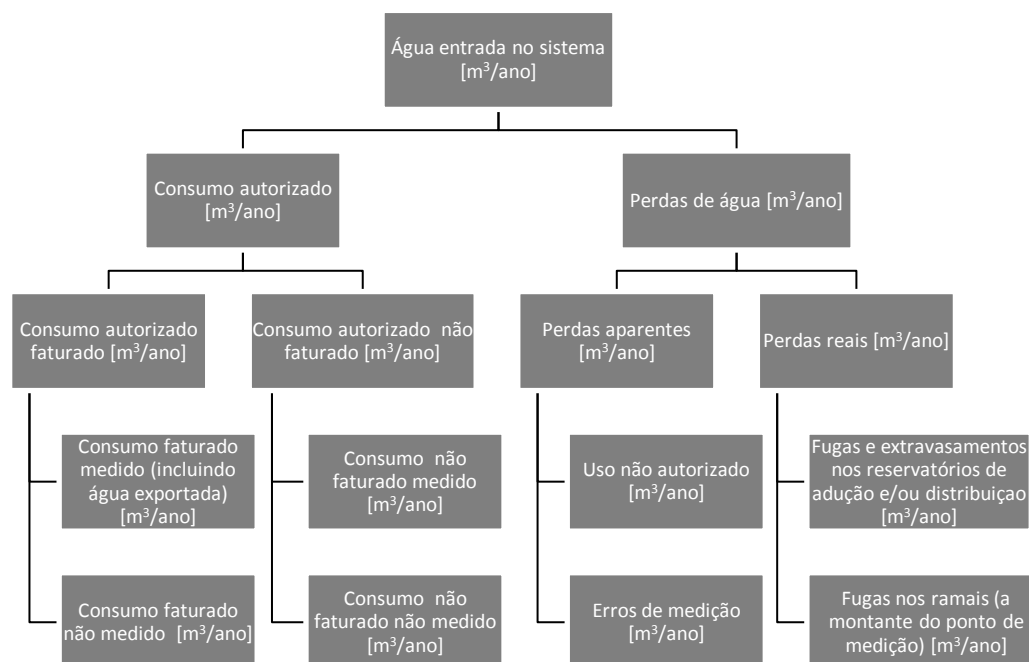 Água entrada no sistema
[m³/ano]
Consumo autorizado
[m³/ano]
Perdas de água [m³/ano]
Consumo autorizado
faturado [m³/ano]
Consumo autorizado não
faturado [m³/ano]
Perdas aparentes
[m³/ano]
Perdas reais [m³/ano]
Consumo faturado
medido (incluindo
água exportada)
[m³/ano]
Consumo não
faturado medido
[m³/ano]
Uso não autorizado
[m³/ano]
Fugas e extravasamentos
nos reservatórios de
adução e/ou distribuiçao
[m³/ano]
Consumo faturado
não medido [m³/ano]
Consumo não
faturado não medido
[m³/ano]
Erros de medição
[m³/ano]
Fugas nos ramais (a
montante do ponto de
medição) [m³/ano]